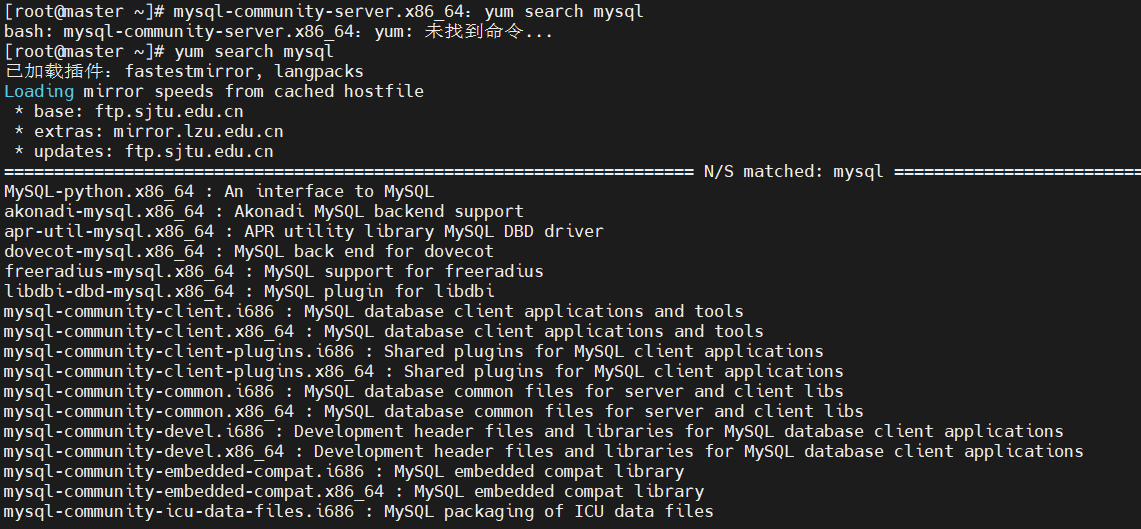 [root@master ~]# mysql-community-server.x86_64：yum search mysql
bash: mysql-community-server.x86_64：yum: 未找到命令...
[root@master ~]# yum search mysql
已加载插件：fastestmirror, langpacks
Loading mirror speeds from cached hostfile
 * base: ftp.sjtu.edu.cn
 * extras: mirror.lzu.edu.cn
 * updates: ftp.sjtu.edu.cn
===================================================================== N/S matched: mysql =========================
MySQL-python.x86_64 : An interface to MySQL
akonadi-mysql.x86_64 : Akonadi MySQL backend support
apr-util-mysql.x86_64 : APR utility library MySQL DBD driver
dovecot-mysql.x86_64 : MySQL back end for dovecot
freeradius-mysql.x86_64 : MySQL support for freeradius
libdbi-dbd-mysql.x86_64 : MySQL plugin for libdbi
mysql-community-client.i686 : MySQL database client applications and tools
mysql-community-client.x86_64 : MySQL database client applications and tools
mysql-community-client-plugins.i686 : Shared plugins for MySQL client applications
mysql-community-client-plugins.x86_64 : Shared plugins for MySQL client applications
mysql-community-common.i686 : MySQL database common files for server and client libs
mysql-community-common.x86_64 : MySQL database common files for server and client libs
mysql-community-devel.i686 : Development header files and libraries for MySQL database client applications
mysql-community-devel.x86_64 : Development header files and libraries for MySQL database client applications
mysql-community-embedded-compat.i686 : MySQL embedded compat library
mysql-community-embedded-compat.x86_64 : MySQL embedded compat library
mysql-community-icu-data-files.i686 : MySQL packaging of ICU data files